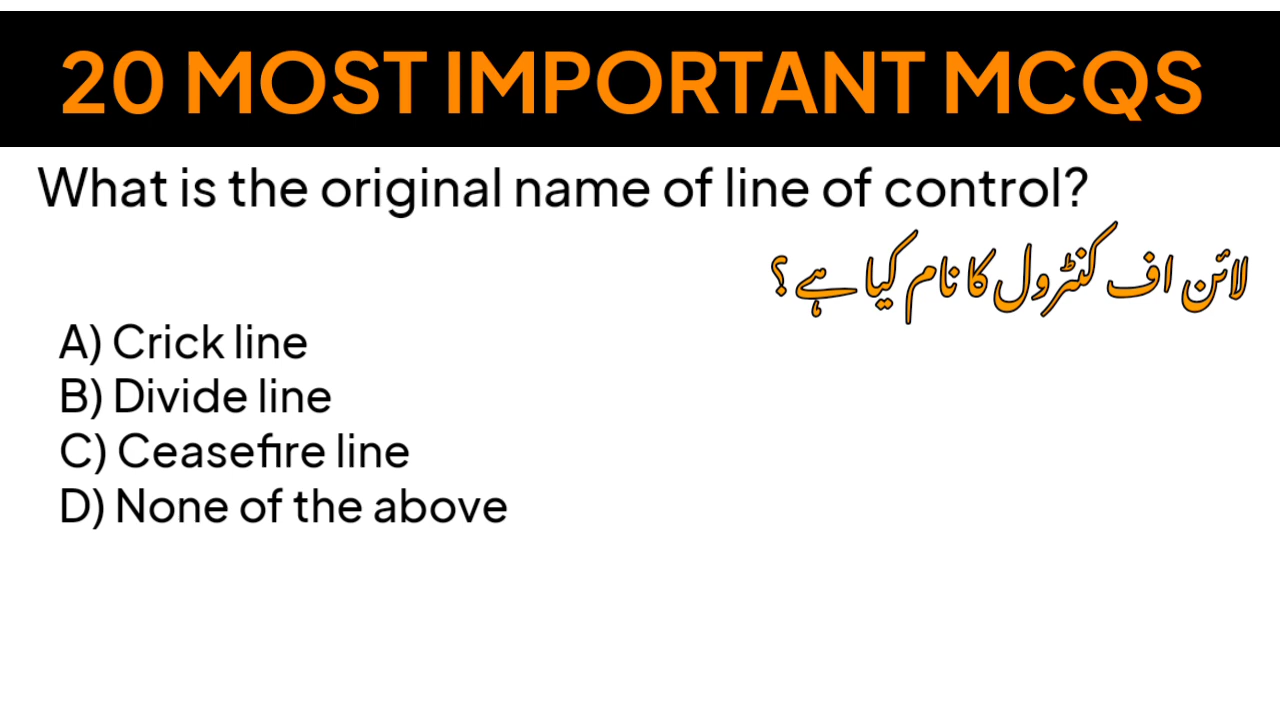 20 MOST IMPORTANT MCQS
What is the original name of line of control?
لائن اف کنٹرول کا نام کیا ہے ؟
A) Crick line
B) Divide line
C) Ceasefire line
D) None of the above